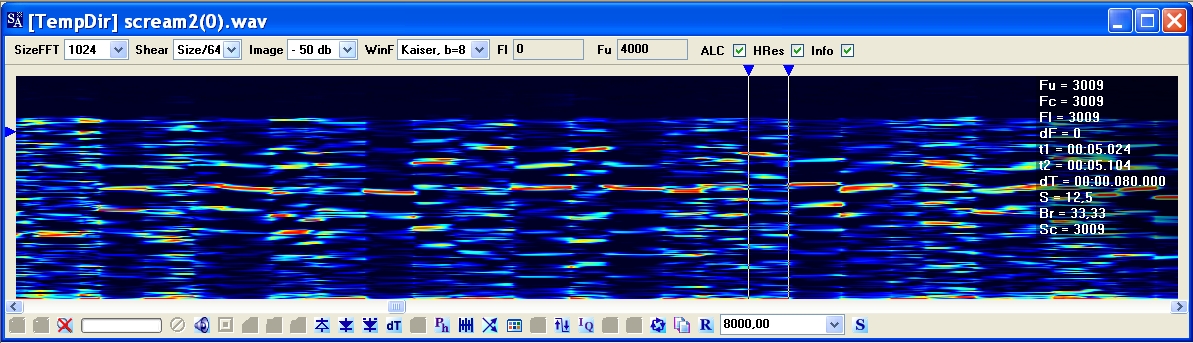 SA [TempDir] scream2(0).wav
SizeFFT 1024 Shear Size/64 Image - 50 db WinF Kaiser, b=8 Fl 0 Fu 4000 ALC HRes Info
Fu = 3009
Fc = 3009
Fl = 3009
dF = 0
t1 = 00:05.024
t2 = 00:05.104
dT = 00:00.080.000
S = 12,5
Br = 33,33
Sc = 3009
dT Ph IQ R 8000,00 S